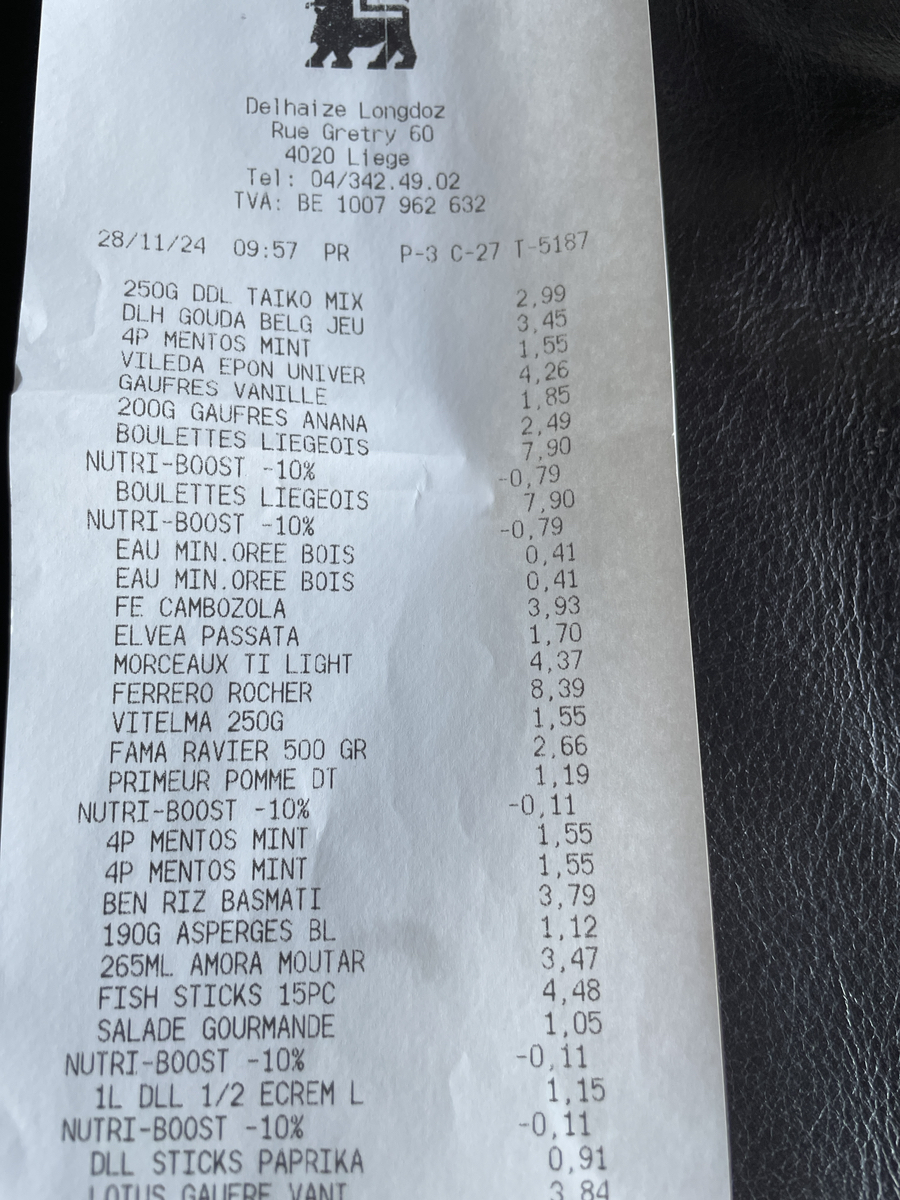 Delhaize Longdoz
Rue Gretry 60
4020 Liege
Tel: 04/342.49.02
TVA: BE 1007 962 632
28/11/24 09:57 PR P-3 C-27 T-5187
250G DDL TAIKO MIX 2,99
DLH GOUDA BELG JEU 3,45
4P MENTOS MINT 1,55
VILEDA EPON UNIVER 4,26
GAUFRES VANILLE 1,85
200G GAUFRES ANANA 2,49
BOULETTES LIEGEOIS 7,90
NUTRI-BOOST -10% -0,79
BOULETTES LIEGEOIS 7,90
NUTRI-BOOST -10% -0,79
EAU MIN.OREE BOIS 0,41
EAU MIN.OREE BOIS 0,41
FE CAMBOZOLA 3,93
ELVEA PASSATA 1,70
MORCEAUX TI LIGHT 4,37
FERRERO ROCHER 8,39
VITELMA 250G 1,55
FAMA RAVIER 500 GR 2,66
PRIMEUR POMME DT 1,19
NUTRI-BOOST -10% -0,11
4P MENTOS MINT 1,55
4P MENTOS MINT 1,55
BEN RIZ BASMATI 3,79
190G ASPERGES BL 1,12
265ML AMORA MOUTAR 3,47
FISH STICKS 15PC 4,48
SALADE GOURMANDE 1,05
NUTRI-BOOST -10% -0,11
1L DLL 1/2 ECREM L 1,15
NUTRI-BOOST -10% -0,11
DLL STICKS PAPRIKA 0,91
LOTUS GAUFRE VANI 3,84